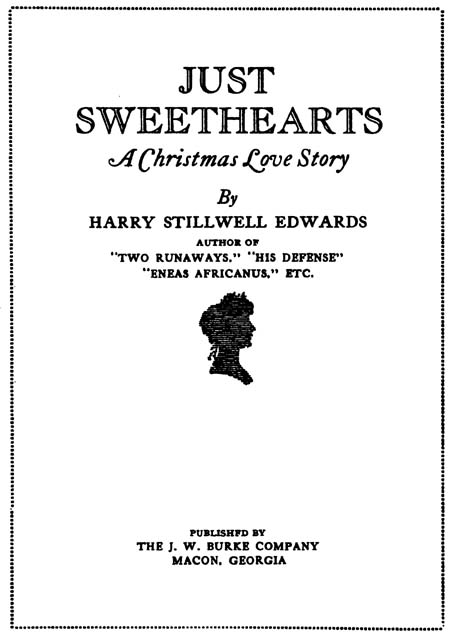 JUST
SWEETHEARTS
A Christmas Love Story
By
HARRY STILLWELL EDWARDS
AUTHOR OF
"TWO RUNAWAYS," "HIS DEFENSE"
"ENEAS AFRICANUS," ETC.
PUBLISHED BY
THE J. W. BURKE COMPANY
MACON, GEORGIA